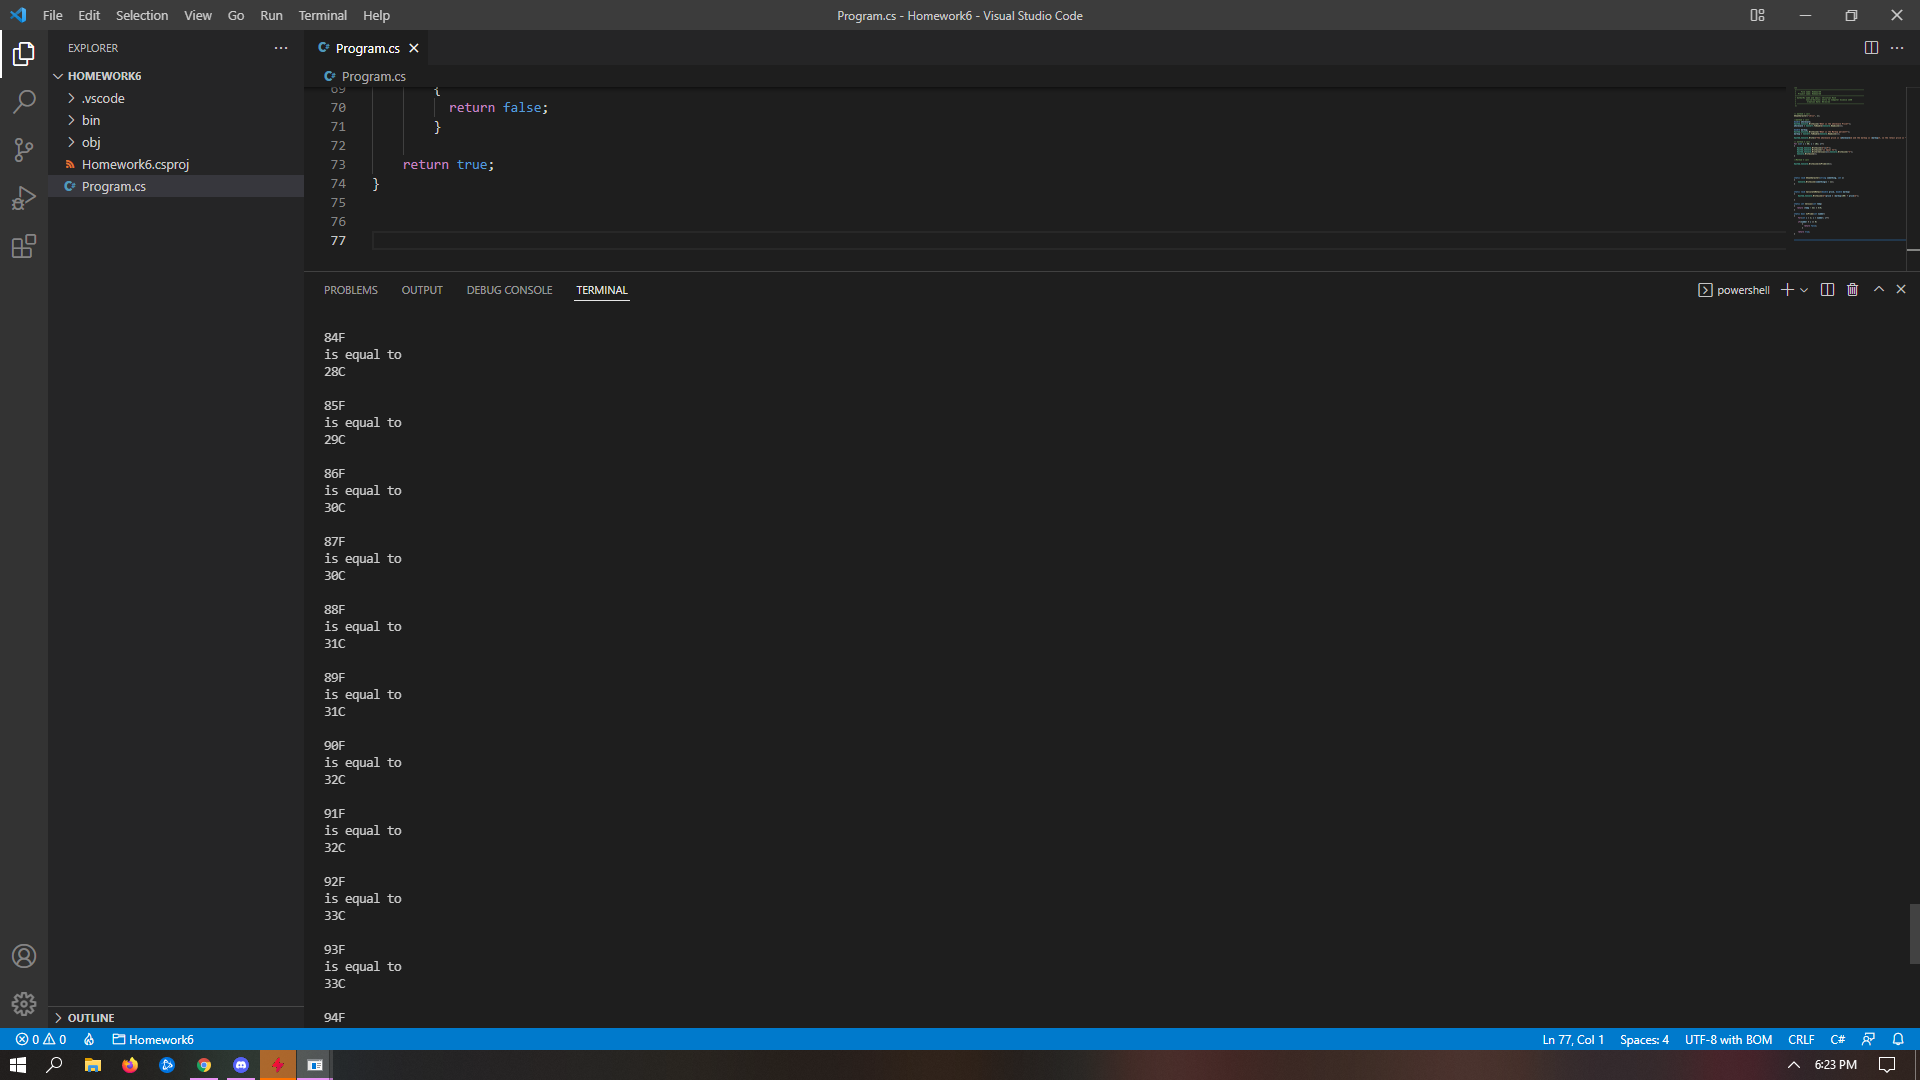 File Edit Selection View Go Run Terminal Help
Program.cs - Homework6 - Visual Studio Code
EXPLORER
HOMEWORK6
.vscode
bin
obj
Homework6.csproj
Program.cs
OUTLINE
Program.cs
Program.cs
69 {
70 return false;
71 }
72
73 return true;
74 }
75
76
77
PROBLEMS OUTPUT DEBUG CONSOLE TERMINAL
powershell
84F
is equal to
28C
85F
is equal to
29C
86F
is equal to
30C
87F
is equal to
30C
88F
is equal to
31C
89F
is equal to
31C
90F
is equal to
32C
91F
is equal to
32C
92F
is equal to
33C
93F
is equal to
33C
94F
0 0 Homework6
Ln 77, Col 1 Spaces: 4 UTF-8 with BOM CRLF C#
6:23 PM